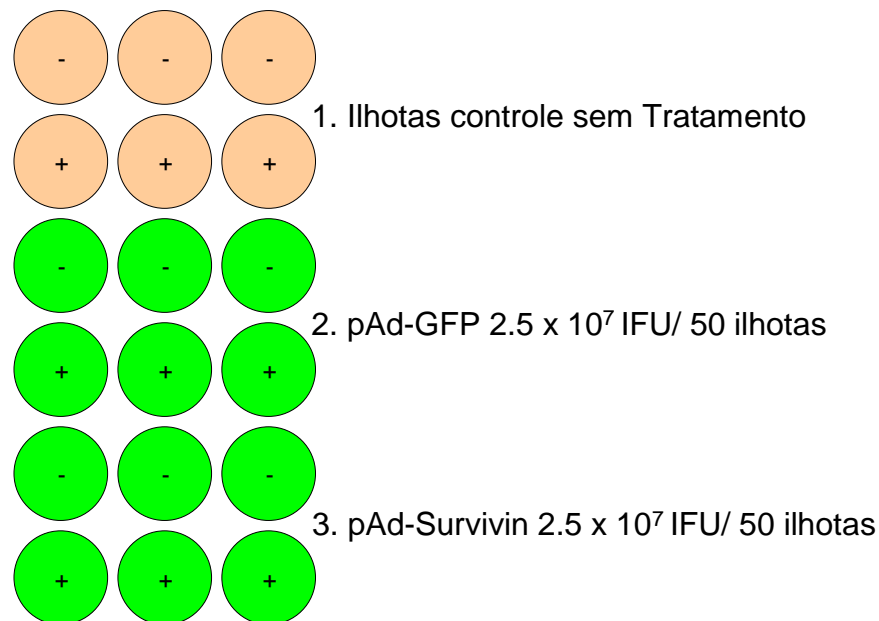 - - -
1. Ilhotas controle sem Tratamento
+ + +
- - -
2. pAd-GFP 2.5 x 10⁷ IFU/ 50 ilhotas
+ + +
- - -
3. pAd-Survivin 2.5 x 10⁷ IFU/ 50 ilhotas
+ + +